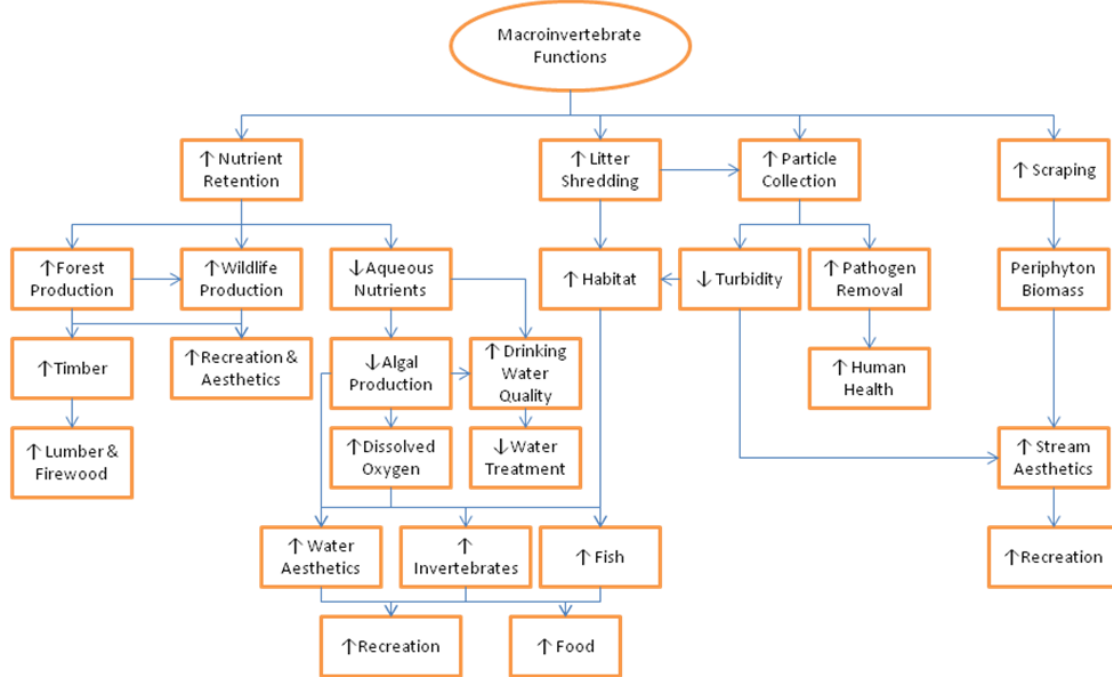 Macroinvertebrate
Functions
↑ Nutrient
Retention
↑ Litter
Shredding
↑ Particle
Collection
↑ Scraping
↑ Forest
Production
↑ Wildlife
Production
↓ Aqueous
Nutrients
↑ Habitat
↓ Turbidity
↑ Pathogen
Removal
Periphyton
Biomass
↑ Timber
↑ Recreation &
Aesthetics
↓ Algal
Production
↑ Drinking
Water
Quality
↑ Human
Health
↑ Lumber &
Firewood
↑ Dissolved
Oxygen
↓ Water
Treatment
↑ Stream
Aesthetics
↑ Water
Aesthetics
↑
Invertebrates
↑ Fish
↑ Recreation
↑ Recreation
↑ Food